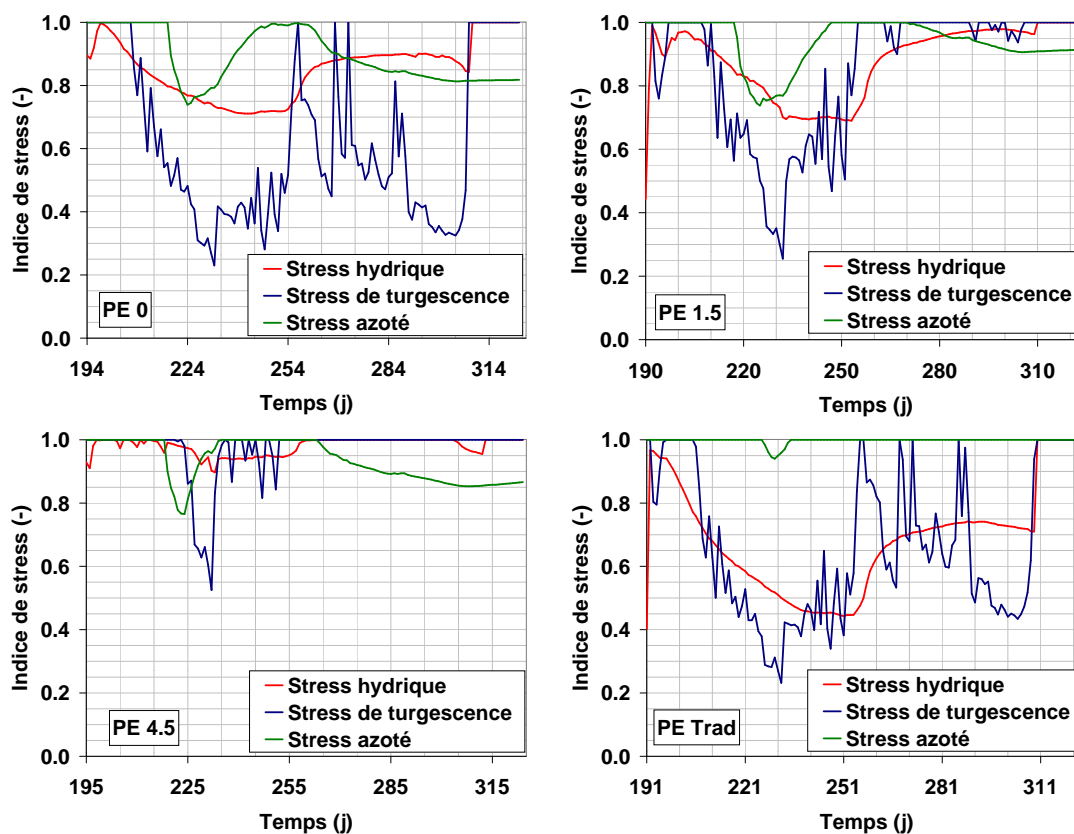 Indice de stress (-)
1.0
0.8
0.6
0.4
0.2
0.0
Stress hydrique
Stress de turgescence
Stress azoté
PE 0
194 224 254 284 314
Temps (j)
Indice de stress (-)
1.0
0.8
0.6
0.4
0.2
0.0
Stress hydrique
Stress de turgescence
Stress azoté
PE 1.5
190 220 250 280 310
Temps (j)
Indice de stress (-)
1.0
0.8
0.6
0.4
0.2
0.0
Stress hydrique
Stress de turgescence
Stress azoté
PE 4.5
195 225 255 285 315
Temps (j)
Indice de stress (-)
1.0
0.8
0.6
0.4
0.2
0.0
Stress hydrique
Stress de turgescence
Stress azoté
PE Trad
191 221 251 281 311
Temps (j)